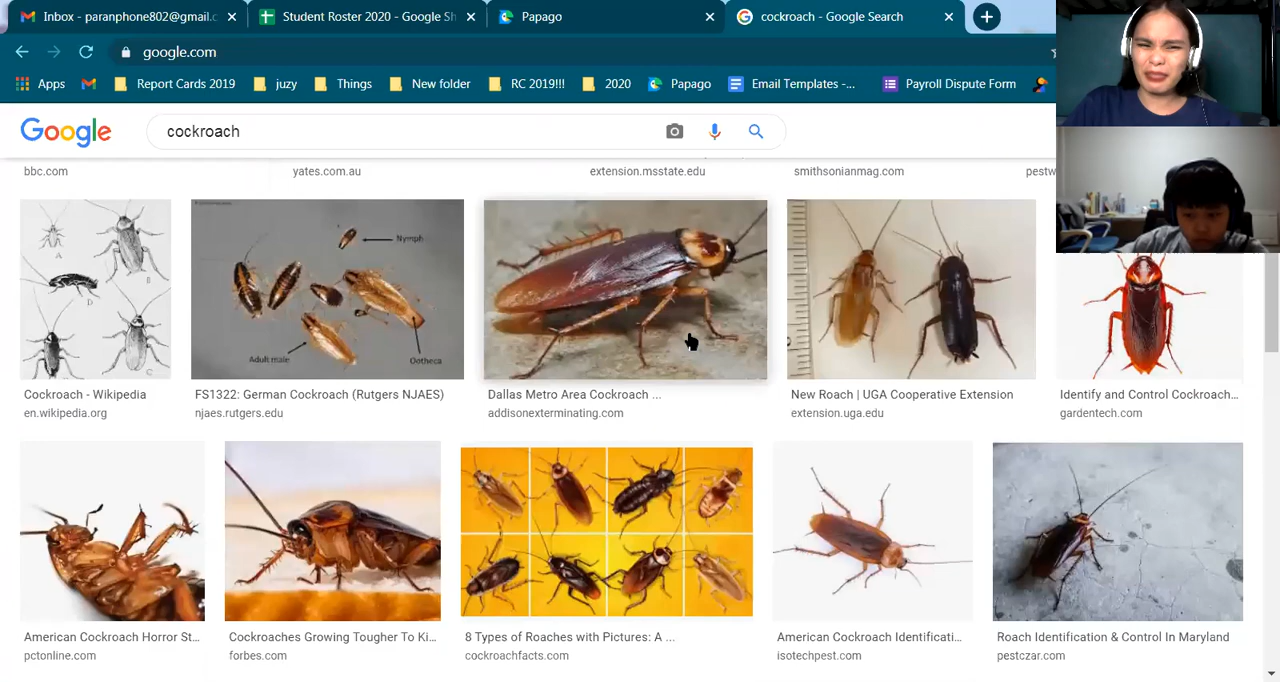 Inbox - paranphone802@gmail.c
Student Roster 2020 - Google Sh
Papago
cockroach - Google Search
google.com
Apps
Report Cards 2019
juzy
Things
New folder
RC 2019!!!
2020
Papago
Email Templates -...
Payroll Dispute Form
Google
cockroach
bbc.com
yates.com.au
extension.msstate.edu
smithsonianmag.com
pestw
A
B
D
C
Nymph
Adult male
Ootheca
Cockroach - Wikipedia
en.wikipedia.org
FS1322: German Cockroach (Rutgers NJAES)
njaes.rutgers.edu
Dallas Metro Area Cockroach ...
addisonexterminating.com
New Roach | UGA Cooperative Extension
extension.uga.edu
Identify and Control Cockroach...
gardentech.com
American Cockroach Horror St...
pctonline.com
Cockroaches Growing Tougher To Ki...
forbes.com
8 Types of Roaches with Pictures: A ...
cockroachfacts.com
American Cockroach Identificati...
isotechpest.com
Roach Identification & Control In Maryland
pestczar.com